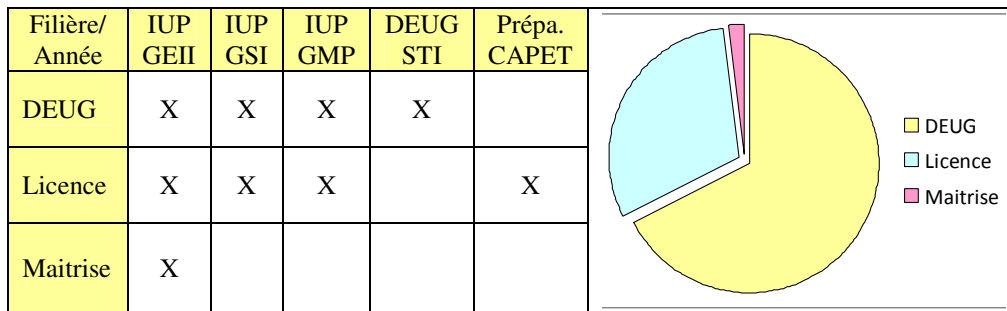 Filière/ IUP IUP IUP DEUG Prépa.
Année GEII GSI GMP STI CAPET
DEUG X X X X
Licence X X X X
Maitrise X
DEUG
Licence
Maitrise